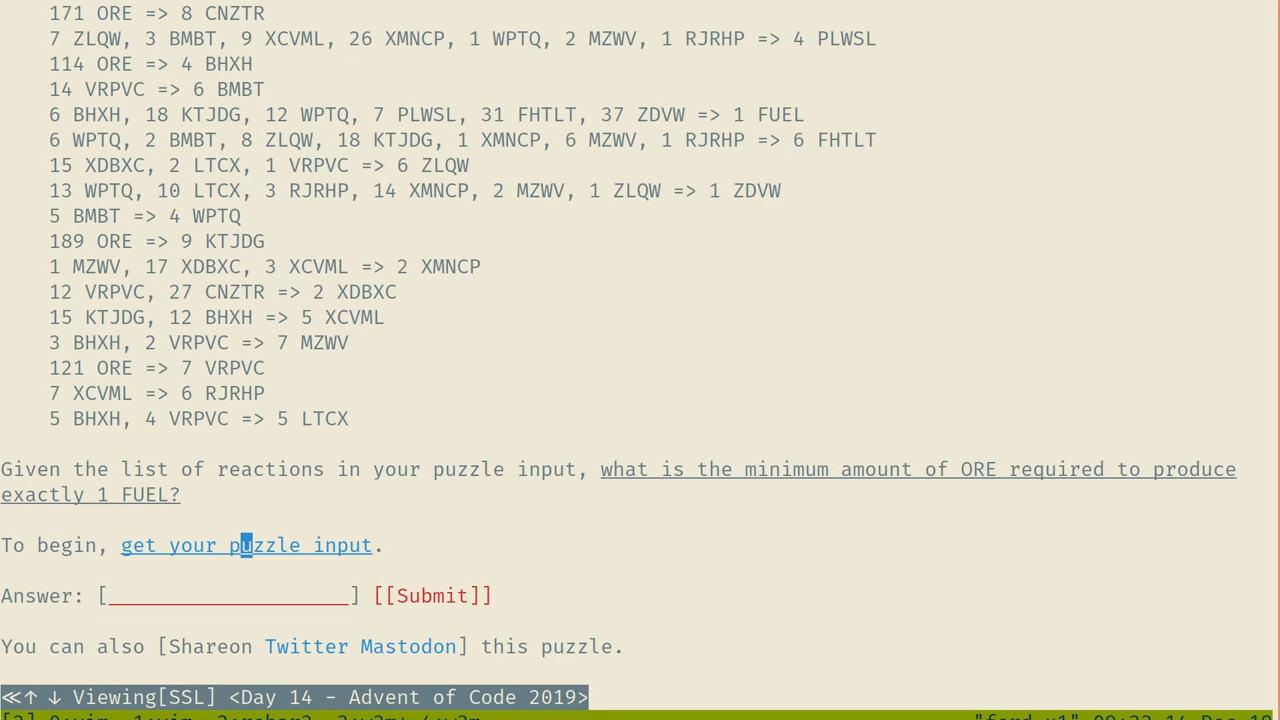 171 ORE => 8 CNZTR
7 ZLQW, 3 BMBT, 9 XCVML, 26 XMNCP, 1 WPTQ, 2 MZWV, 1 RJRHP => 4 PLWSL
114 ORE => 4 BHXH
14 VRPVC => 6 BMBT
6 BHXH, 18 KTJDG, 12 WPTQ, 7 PLWSL, 31 FHTLT, 37 ZDVW => 1 FUEL
6 WPTQ, 2 BMBT, 8 ZLQW, 18 KTJDG, 1 XMNCP, 6 MZWV, 1 RJRHP => 6 FHTLT
15 XDBXC, 2 LTCX, 1 VRPVC => 6 ZLQW
13 WPTQ, 10 LTCX, 3 RJRHP, 14 XMNCP, 2 MZWV, 1 ZLQW => 1 ZDVW
5 BMBT => 4 WPTQ
189 ORE => 9 KTJDG
1 MZWV, 17 XDBXC, 3 XCVML => 2 XMNCP
12 VRPVC, 27 CNZTR => 2 XDBXC
15 KTJDG, 12 BHXH => 5 XCVML
3 BHXH, 2 VRPVC => 7 MZWV
121 ORE => 7 VRPVC
7 XCVML => 6 RJRHP
5 BHXH, 4 VRPVC => 5 LTCX
Given the list of reactions in your puzzle input, what is the minimum amount of ORE required to produce
exactly 1 FUEL?
To begin, get your puzzle input.
Answer: [____________________] [[Submit]]
You can also [Shareon Twitter Mastodon] this puzzle.
≪↑ ↓ Viewing[SSL] <Day 14 - Advent of Code 2019>